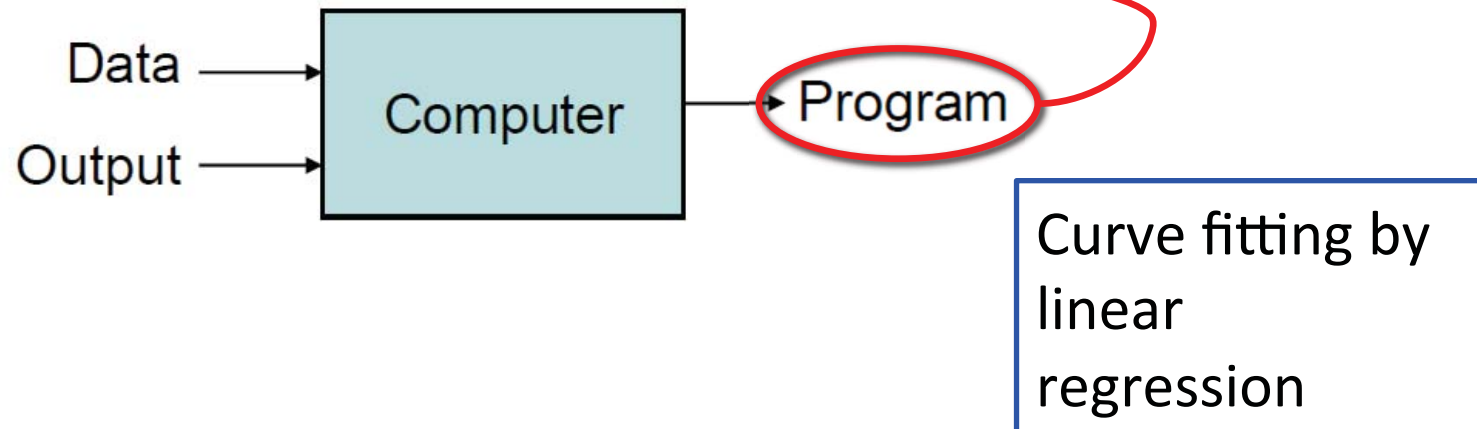 Data
Output
Computer
Program
Curve fitting by
linear
regression